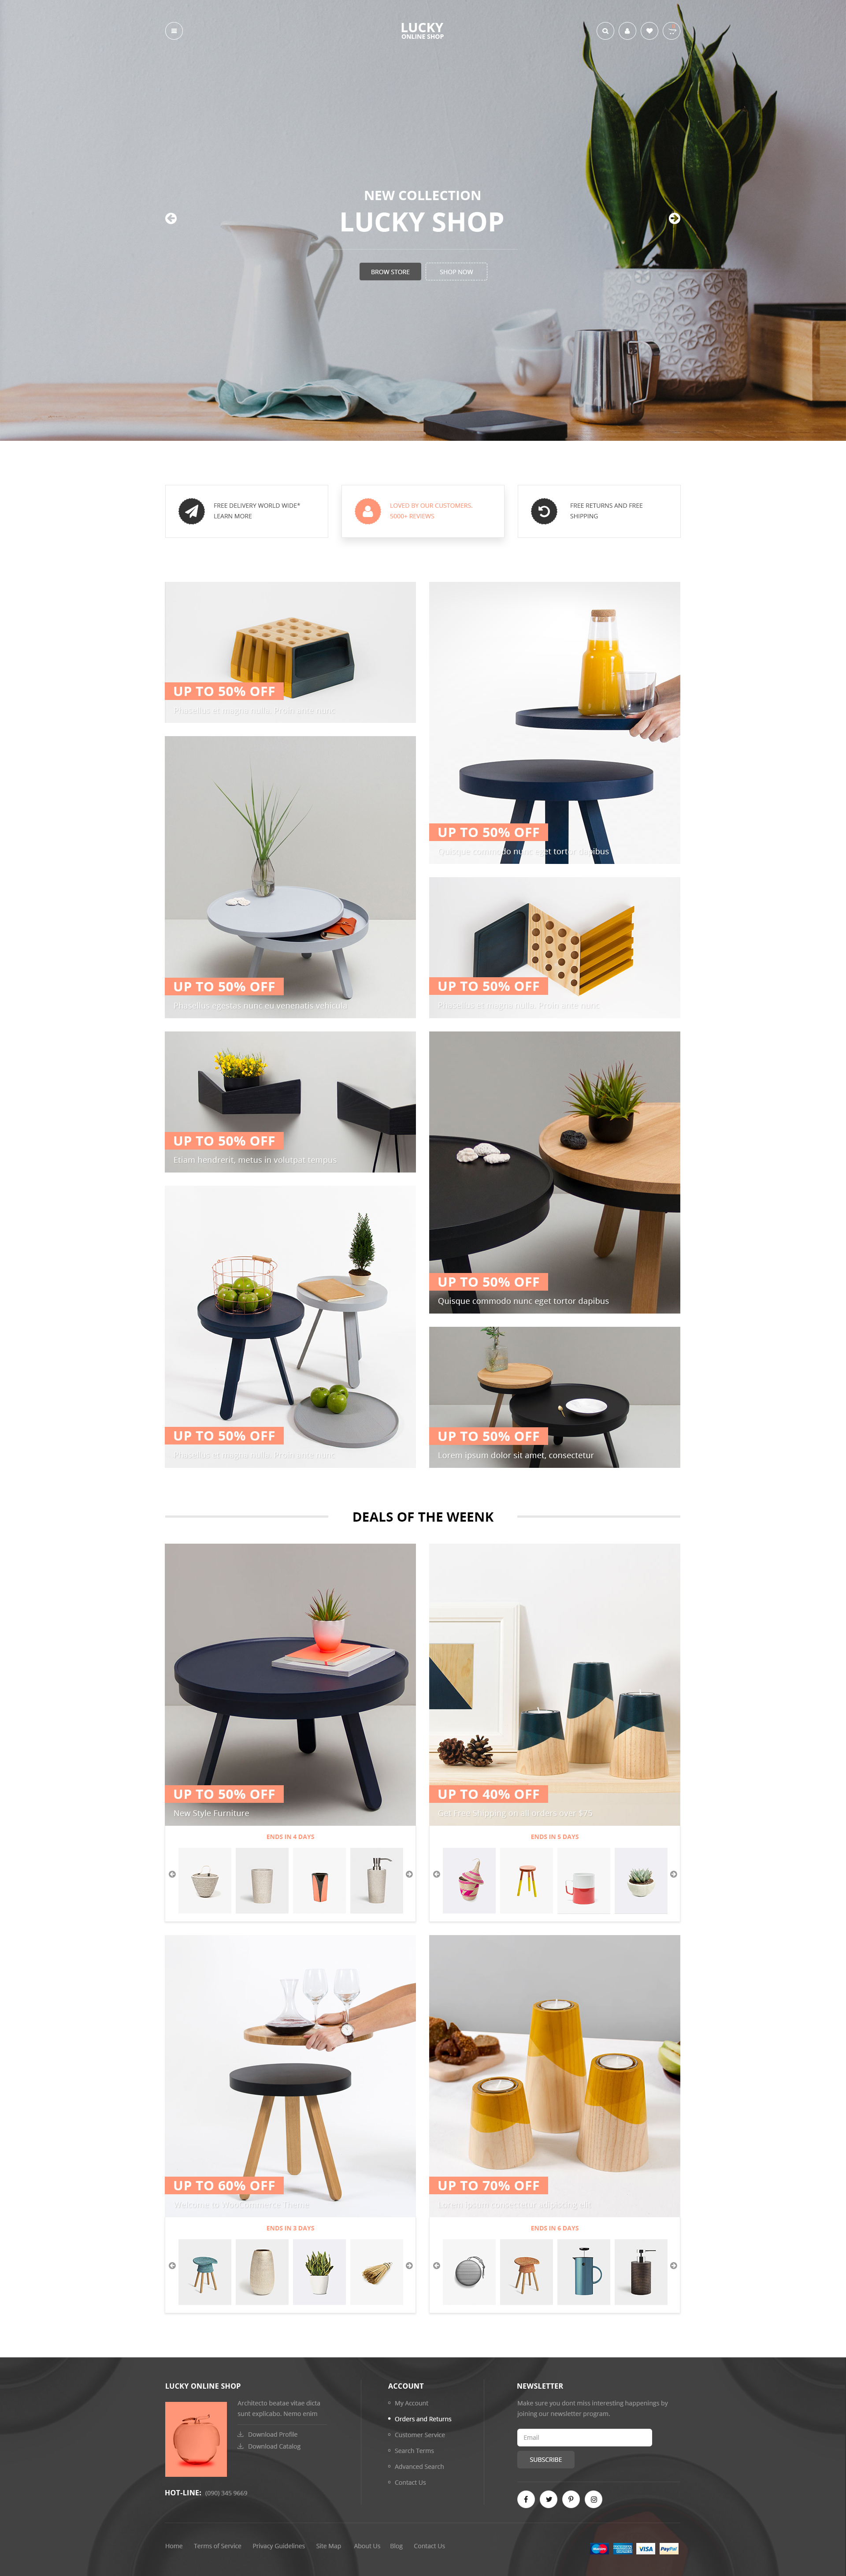 LUCKY
ONLINE SHOP
NEW COLLECTION
LUCKY SHOP
BROW STORE
SHOP NOW
FREE DELIVERY WORLD WIDE*
LEARN MORE
LOVED BY OUR CUSTOMERS,
5000+ REVIEWS
FREE RETURNS AND FREE
SHIPPING
UP TO 50% OFF
Phasellus et magna nulla. Proin ante nunc
UP TO 50% OFF
Quisque commodo nunc eget tortor dapibus
UP TO 50% OFF
Phasellus egestas nunc eu venenatis vehicula
UP TO 50% OFF
Phasellus et magna nulla. Proin ante nunc
UP TO 50% OFF
Etiam hendrerit, metus in volutpat tempus
UP TO 50% OFF
Quisque commodo nunc eget tortor dapibus
UP TO 50% OFF
Phasellus et magna nulla. Proin ante nunc
UP TO 50% OFF
Lorem ipsum dolor sit amet, consectetur
DEALS OF THE WEENK
UP TO 50% OFF
New Style Furniture
ENDS IN 4 DAYS
UP TO 40% OFF
Get Free Shipping on all orders over $75
ENDS IN 5 DAYS
UP TO 60% OFF
Welcome to WooCommerce Theme
ENDS IN 3 DAYS
UP TO 70% OFF
Lorem ipsum consectetur adipiscing elit
ENDS IN 6 DAYS
LUCKY ONLINE SHOP
Architecto beatae vitae dicta
sunt explicabo. Nemo enim
Download Profile
Download Catalog
HOT-LINE: (090) 345 9669
ACCOUNT
My Account
Orders and Returns
Customer Service
Search Terms
Advanced Search
Contact Us
NEWSLETTER
Make sure you dont miss interesting happenings by
joining our newsletter program.
Email
SUBSCRIBE
Home Terms of Service Privacy Guidelines Site Map About Us Blog Contact Us
VISA PayPal